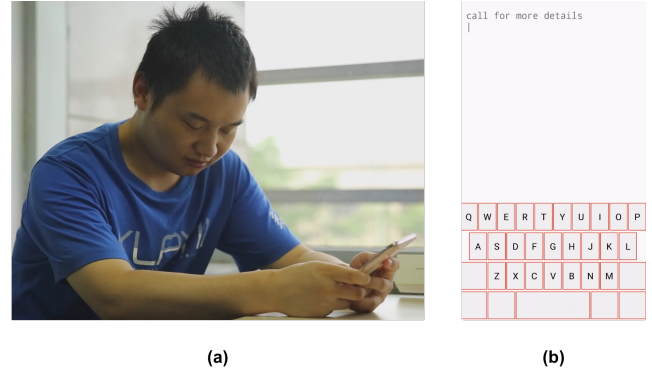 call for more details
Q W E R T Y U I O P
A S D F G H J K L
Z X C V B N M
(a)
(b)